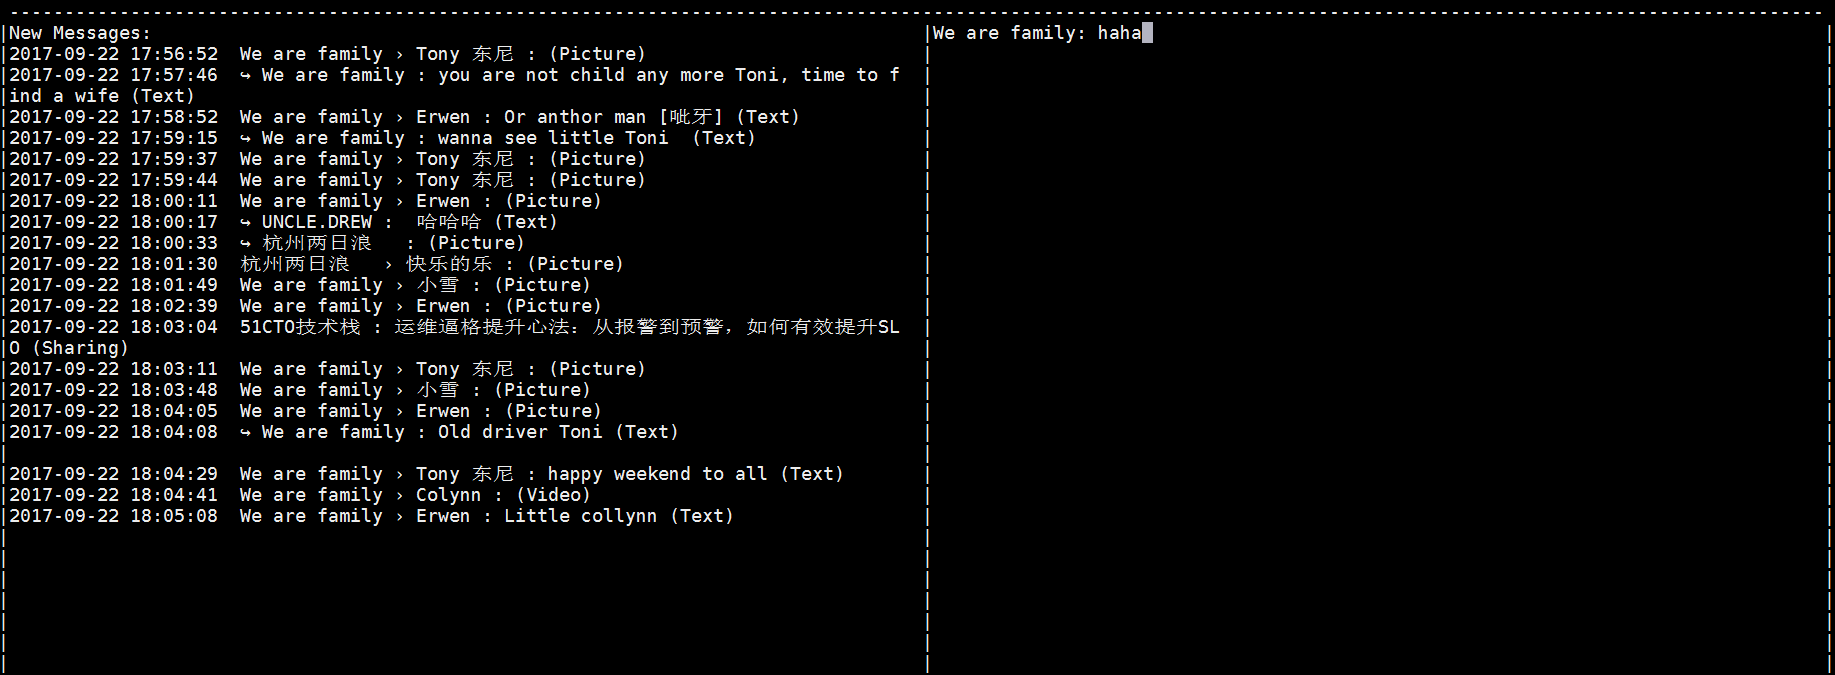 New Messages:
2017-09-22 17:56:52  We are family › Tony 东尼 : (Picture)
2017-09-22 17:57:46  ↪ We are family : you are not child any more Toni, time to f
ind a wife (Text)
2017-09-22 17:58:52  We are family › Erwen : Or anthor man [呲牙] (Text)
2017-09-22 17:59:15  ↪ We are family : wanna see little Toni  (Text)
2017-09-22 17:59:37  We are family › Tony 东尼 : (Picture)
2017-09-22 17:59:44  We are family › Tony 东尼 : (Picture)
2017-09-22 18:00:11  We are family › Erwen : (Picture)
2017-09-22 18:00:17  ↪ UNCLE.DREW :  哈哈哈 (Text)
2017-09-22 18:00:33  ↪ 杭州两日浪   : (Picture)
2017-09-22 18:01:30  杭州两日浪   › 快乐的乐 : (Picture)
2017-09-22 18:01:49  We are family › 小雪 : (Picture)
2017-09-22 18:02:39  We are family › Erwen : (Picture)
2017-09-22 18:03:04  51CTO技术栈 : 运维逼格提升心法：从报警到预警，如何有效提升SL
O (Sharing)
2017-09-22 18:03:11  We are family › Tony 东尼 : (Picture)
2017-09-22 18:03:48  We are family › 小雪 : (Picture)
2017-09-22 18:04:05  We are family › Erwen : (Picture)
2017-09-22 18:04:08  ↪ We are family : Old driver Toni (Text)
2017-09-22 18:04:29  We are family › Tony 东尼 : happy weekend to all (Text)
2017-09-22 18:04:41  We are family › Colynn : (Video)
2017-09-22 18:05:08  We are family › Erwen : Little collynn (Text)
We are family: haha